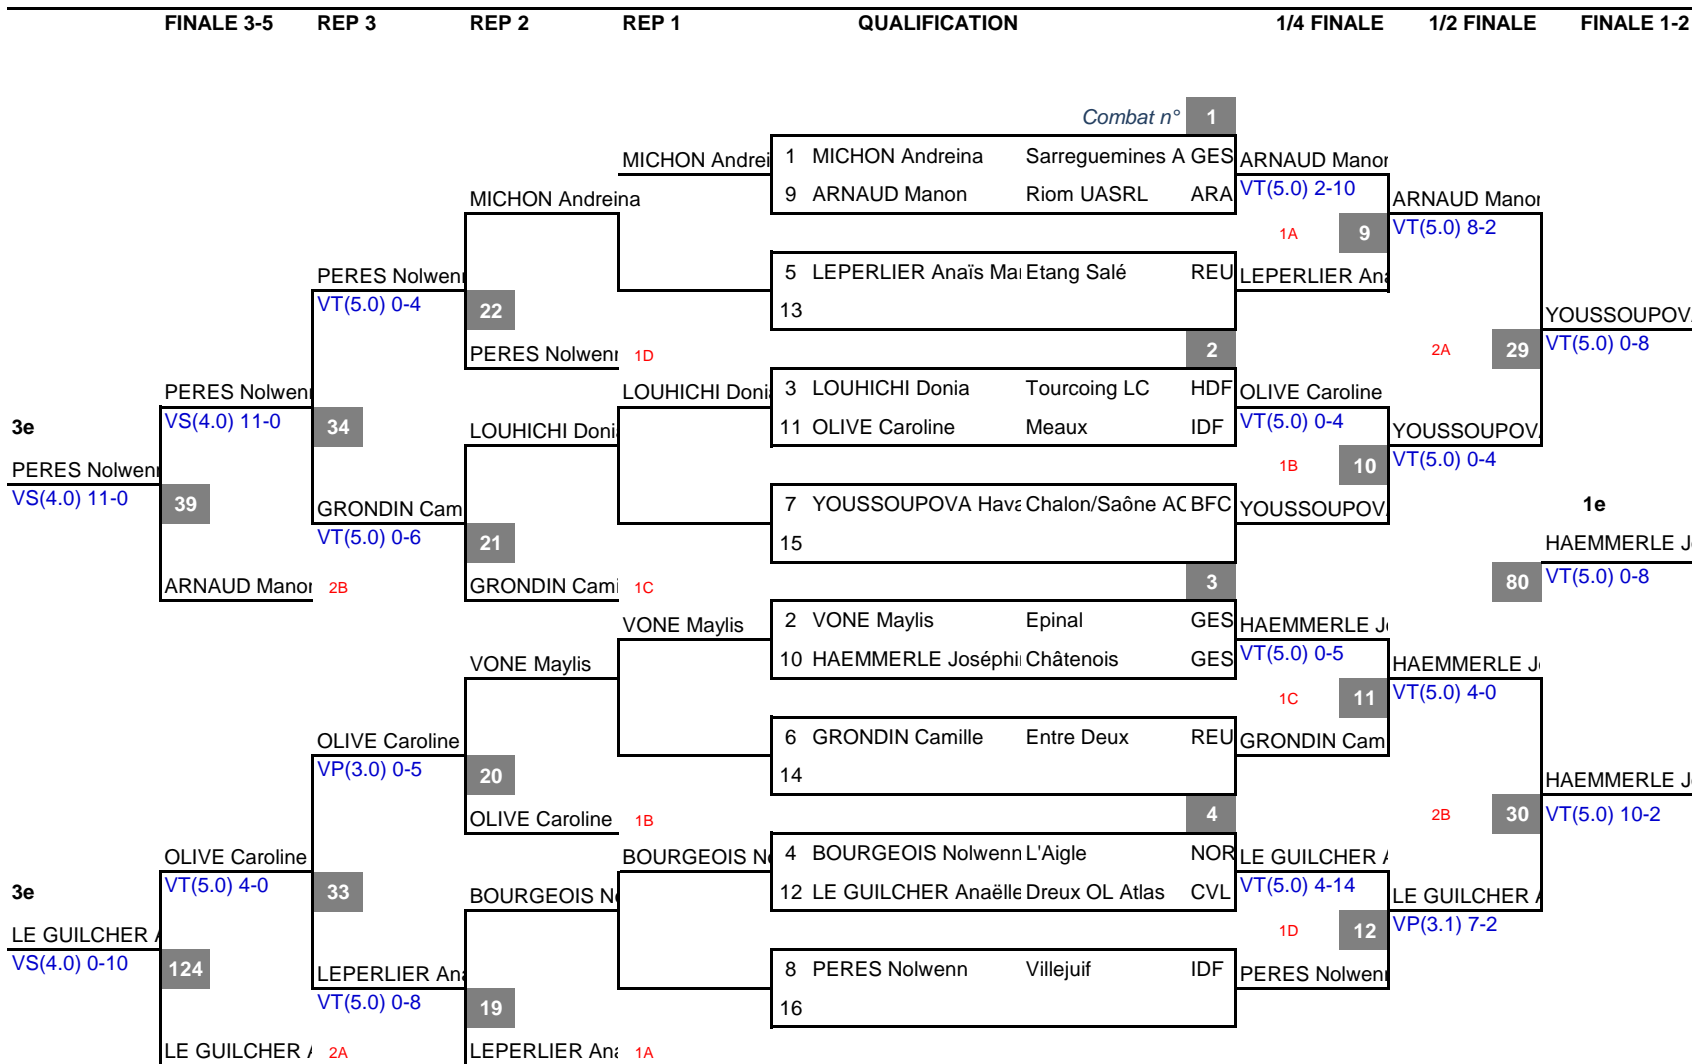 FINALE 3-5 REP 3 REP 2 REP 1 QUALIFICATION 1/4 FINALE 1/2 FINALE FINALE 1-2
Combat n° 1
MICHON Andrei 1 MICHON Andreina Sarreguemines A GES ARNAUD Manon
MICHON Andreina 9 ARNAUD Manon Riom UASRL ARA VT(5.0) 2-10 ARNAUD Manon
1A 9 VT(5.0) 8-2
PERES Nolwenn 5 LEPERLIER Anaïs Mai Etang Salé REU LEPERLIER Ana
VT(5.0) 0-4 22 13 YOUSSOUPOVA
PERES Nolwenn 1D 2 2A 29 VT(5.0) 0-8
PERES Nolwenn LOUHICHI Donia 3 LOUHICHI Donia Tourcoing LC HDF OLIVE Caroline
3e VS(4.0) 11-0 34 LOUHICHI Donia 11 OLIVE Caroline Meaux IDF VT(5.0) 0-4 YOUSSOUPOVA
PERES Nolwenn 1B 10 VT(5.0) 0-4
VS(4.0) 11-0 39 GRONDIN Cam 7 YOUSSOUPOVA Hava Chalon/Saône AC BFC YOUSSOUPOVA 1e
VT(5.0) 0-6 21 15 HAEMMERLE J
ARNAUD Manon 2B GRONDIN Cami 1C 3 80 VT(5.0) 0-8
VONE Maylis 2 VONE Maylis Epinal GES HAEMMERLE J
VONE Maylis 10 HAEMMERLE Joséphi Châtenois GES VT(5.0) 0-5 HAEMMERLE J
1C 11 VT(5.0) 4-0
OLIVE Caroline 6 GRONDIN Camille Entre Deux REU GRONDIN Cam
VP(3.0) 0-5 20 14 HAEMMERLE J
OLIVE Caroline 1B 4 2B 30 VT(5.0) 10-2
OLIVE Caroline BOURGEOIS N 4 BOURGEOIS Nolwenn L'Aigle NOR LE GUILCHER A
3e VT(5.0) 4-0 33 BOURGEOIS N 12 LE GUILCHER Anaëlle Dreux OL Atlas CVL VT(5.0) 4-14 LE GUILCHER A
LE GUILCHER A 1D 12 VP(3.1) 7-2
VS(4.0) 0-10 124 LEPERLIER Ana 8 PERES Nolwenn Villejuif IDF PERES Nolwenn
VT(5.0) 0-8 19 16
LE GUILCHER A 2A LEPERLIER Ana 1A